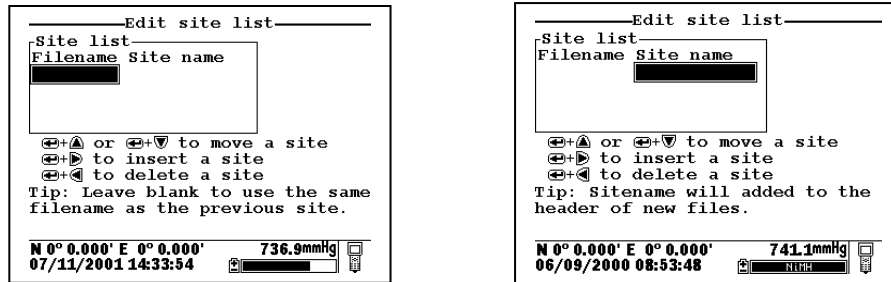 Edit site list
Site list
Filename Site name
+ or + to move a site
+ to insert a site
+ to delete a site
Tip: Leave blank to use the same
filename as the previous site.
N 0° 0.000' E 0° 0.000' 736.9mmHg
07/11/2001 14:33:54
Edit site list
Site list
Filename Site name
+ or + to move a site
+ to insert a site
+ to delete a site
Tip: Sitename will added to the
header of new files.
N 0° 0.000' E 0° 0.000' 741.1mmHg
06/09/2000 08:53:48 NiMH